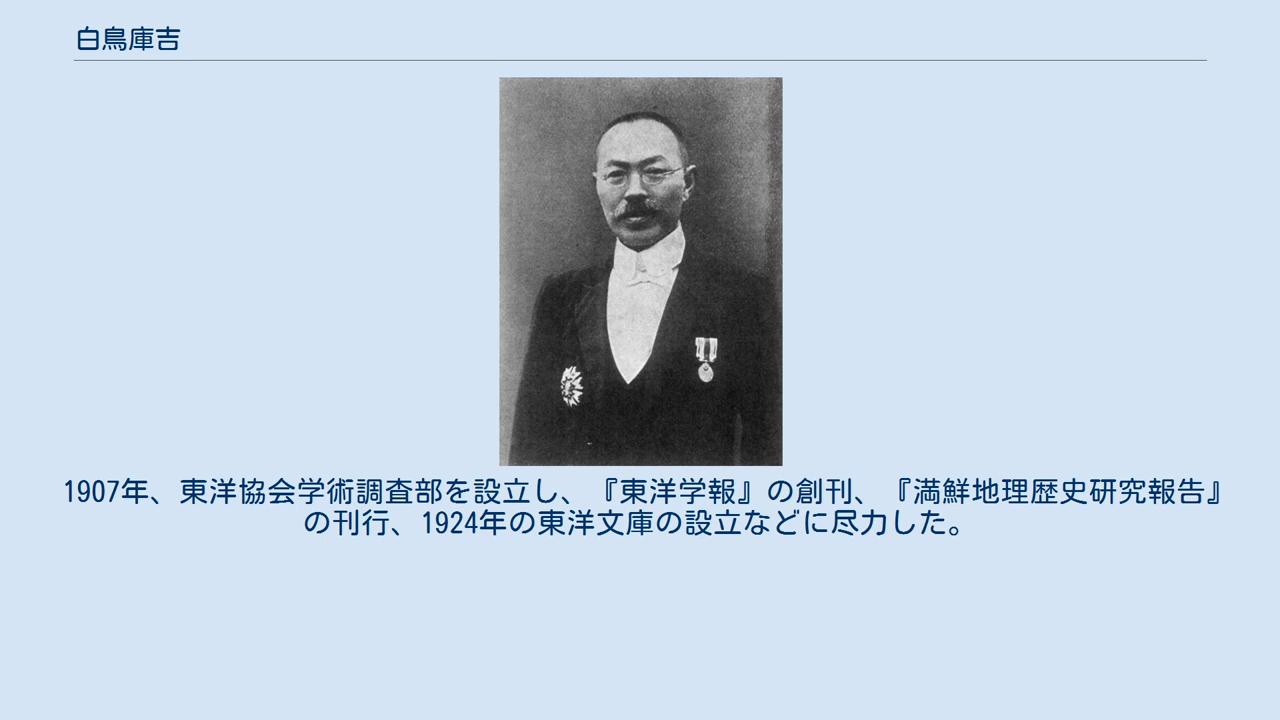 白鳥庫吉
1907年、東洋協会学術調査部を設立し、『東洋学報』の創刊、『満鮮地理歴史研究報告』
の刊行、1924年の東洋文庫の設立などに尽力した。